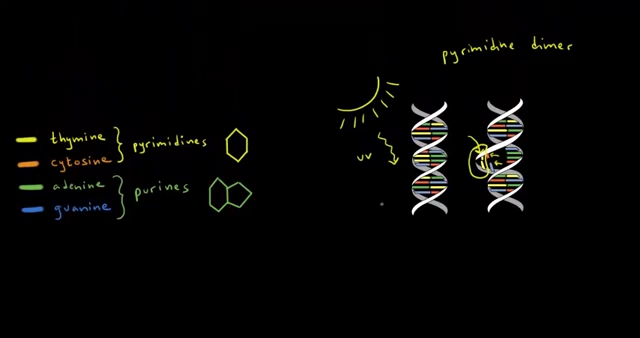 pyrimidine dimer
thymine
cytosine
pyrimidines
adenine
guanine
purines
uv